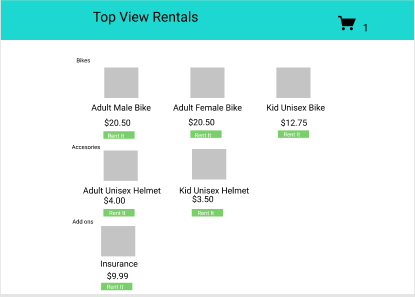 Top View Rentals
1
Bikes
Adult Male Bike Adult Female Bike Kid Unisex Bike
$20.50 $20.50 $12.75
Rent It Rent It Rent It
Accesories
Adult Unisex Helmet Kid Unisex Helmet
$4.00 $3.50
Rent It Rent It
Add ons
Insurance
$9.99
Rent It